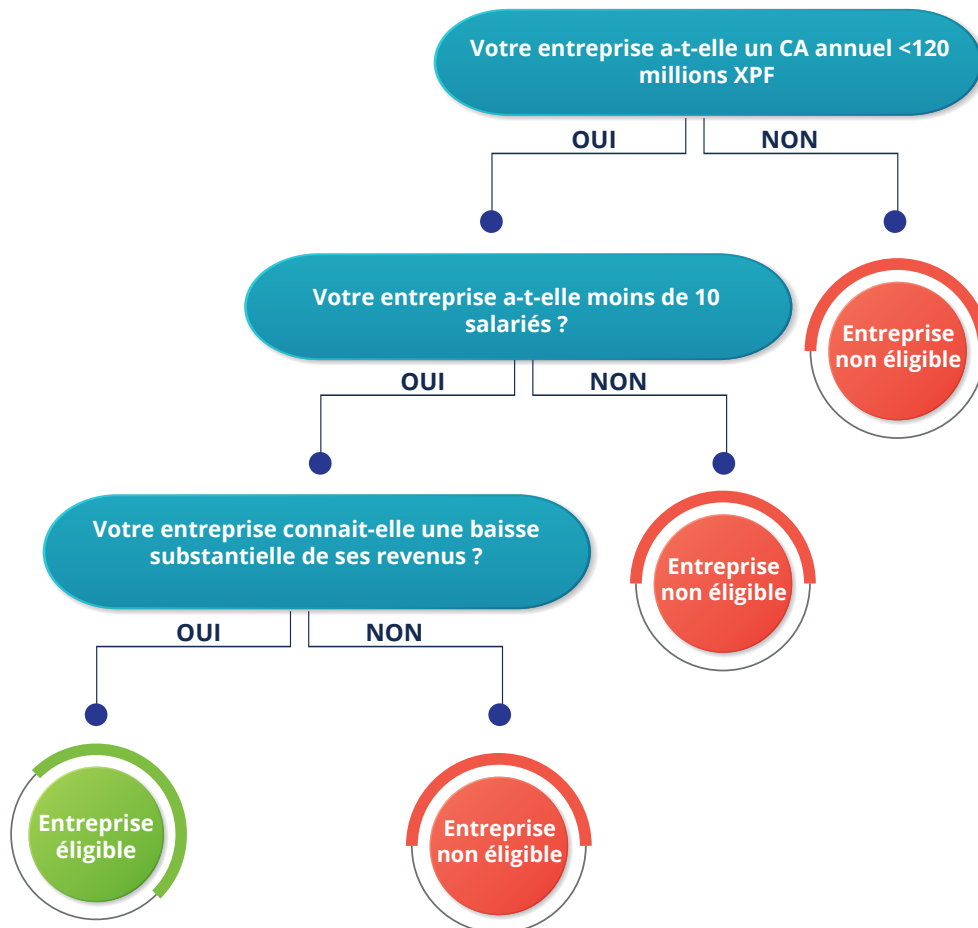 Votre entreprise a-t-elle un CA annuel <120
millions XPF
OUI
NON
Votre entreprise a-t-elle moins de 10
salariés ?
Entreprise
non éligible
OUI
NON
Votre entreprise connait-elle une baisse
substantielle de ses revenus ?
Entreprise
non éligible
OUI
NON
Entreprise
éligible
Entreprise
non éligible